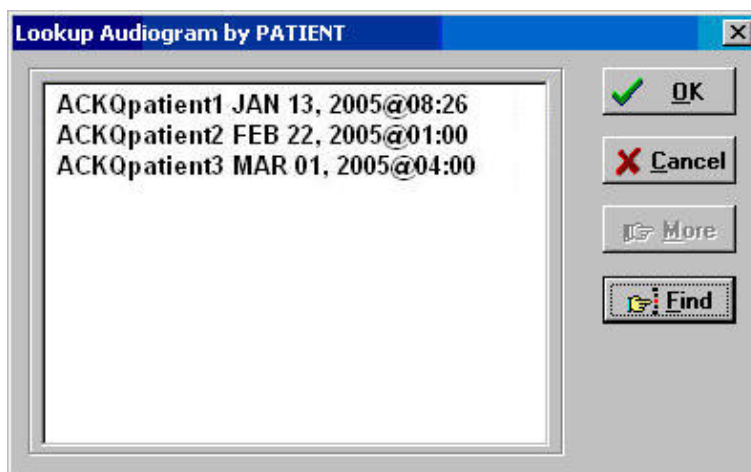 Lookup Audiogram by PATIENT
ACKQpatient1 JAN 13, 2005@08:26
ACKQpatient2 FEB 22, 2005@01:00
ACKQpatient3 MAR 01, 2005@04:00
OK
Cancel
More
Find